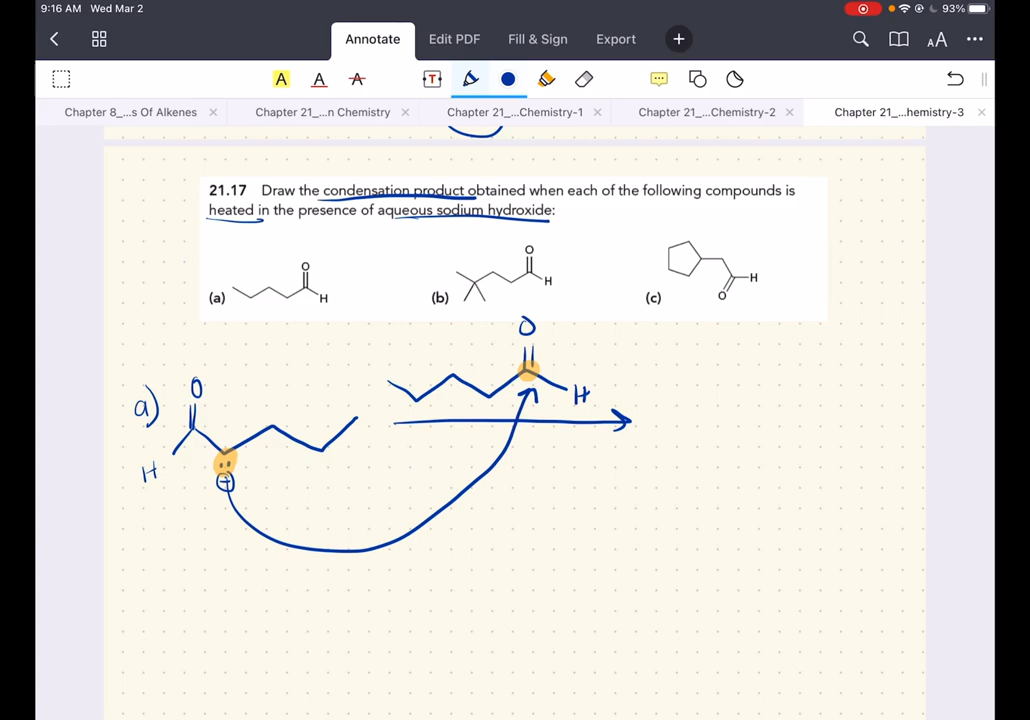 9:16 AM Wed Mar 2
93%
Annotate Edit PDF Fill & Sign Export
Chapter 8_...s Of Alkenes Chapter 21_...n Chemistry Chapter 21_...Chemistry-1 Chapter 21_...Chemistry-2 Chapter 21_...hemistry-3
21.17 Draw the condensation product obtained when each of the following compounds is
heated in the presence of aqueous sodium hydroxide:
(a) O H
(b) O H
(c) H O
a) O H
O H